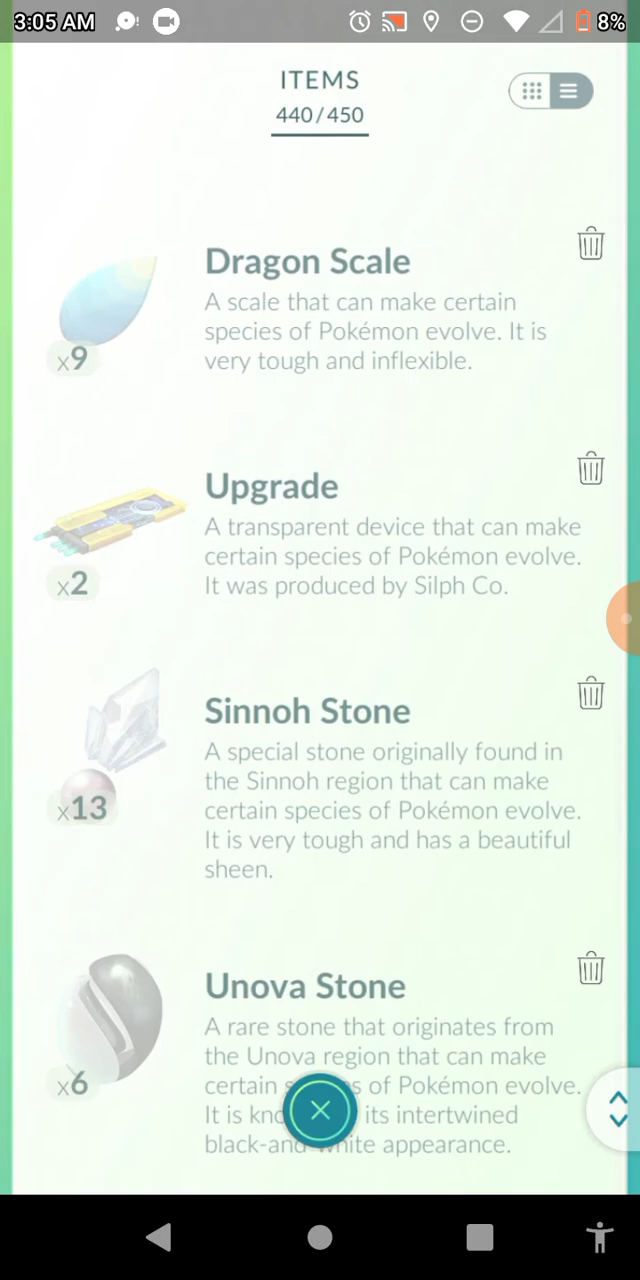 3:05 AM
8%
ITEMS
440/450
Dragon Scale
A scale that can make certain
species of Pokémon evolve. It is
very tough and inflexible.
x9
Upgrade
A transparent device that can make
certain species of Pokémon evolve.
It was produced by Silph Co.
x2
Sinnoh Stone
A special stone originally found in
the Sinnoh region that can make
certain species of Pokémon evolve.
It is very tough and has a beautiful
sheen.
x13
Unova Stone
A rare stone that originates from
the Unova region that can make
certain of Pokémon evolve.
It is its intertwined
black-and-white appearance.
x6